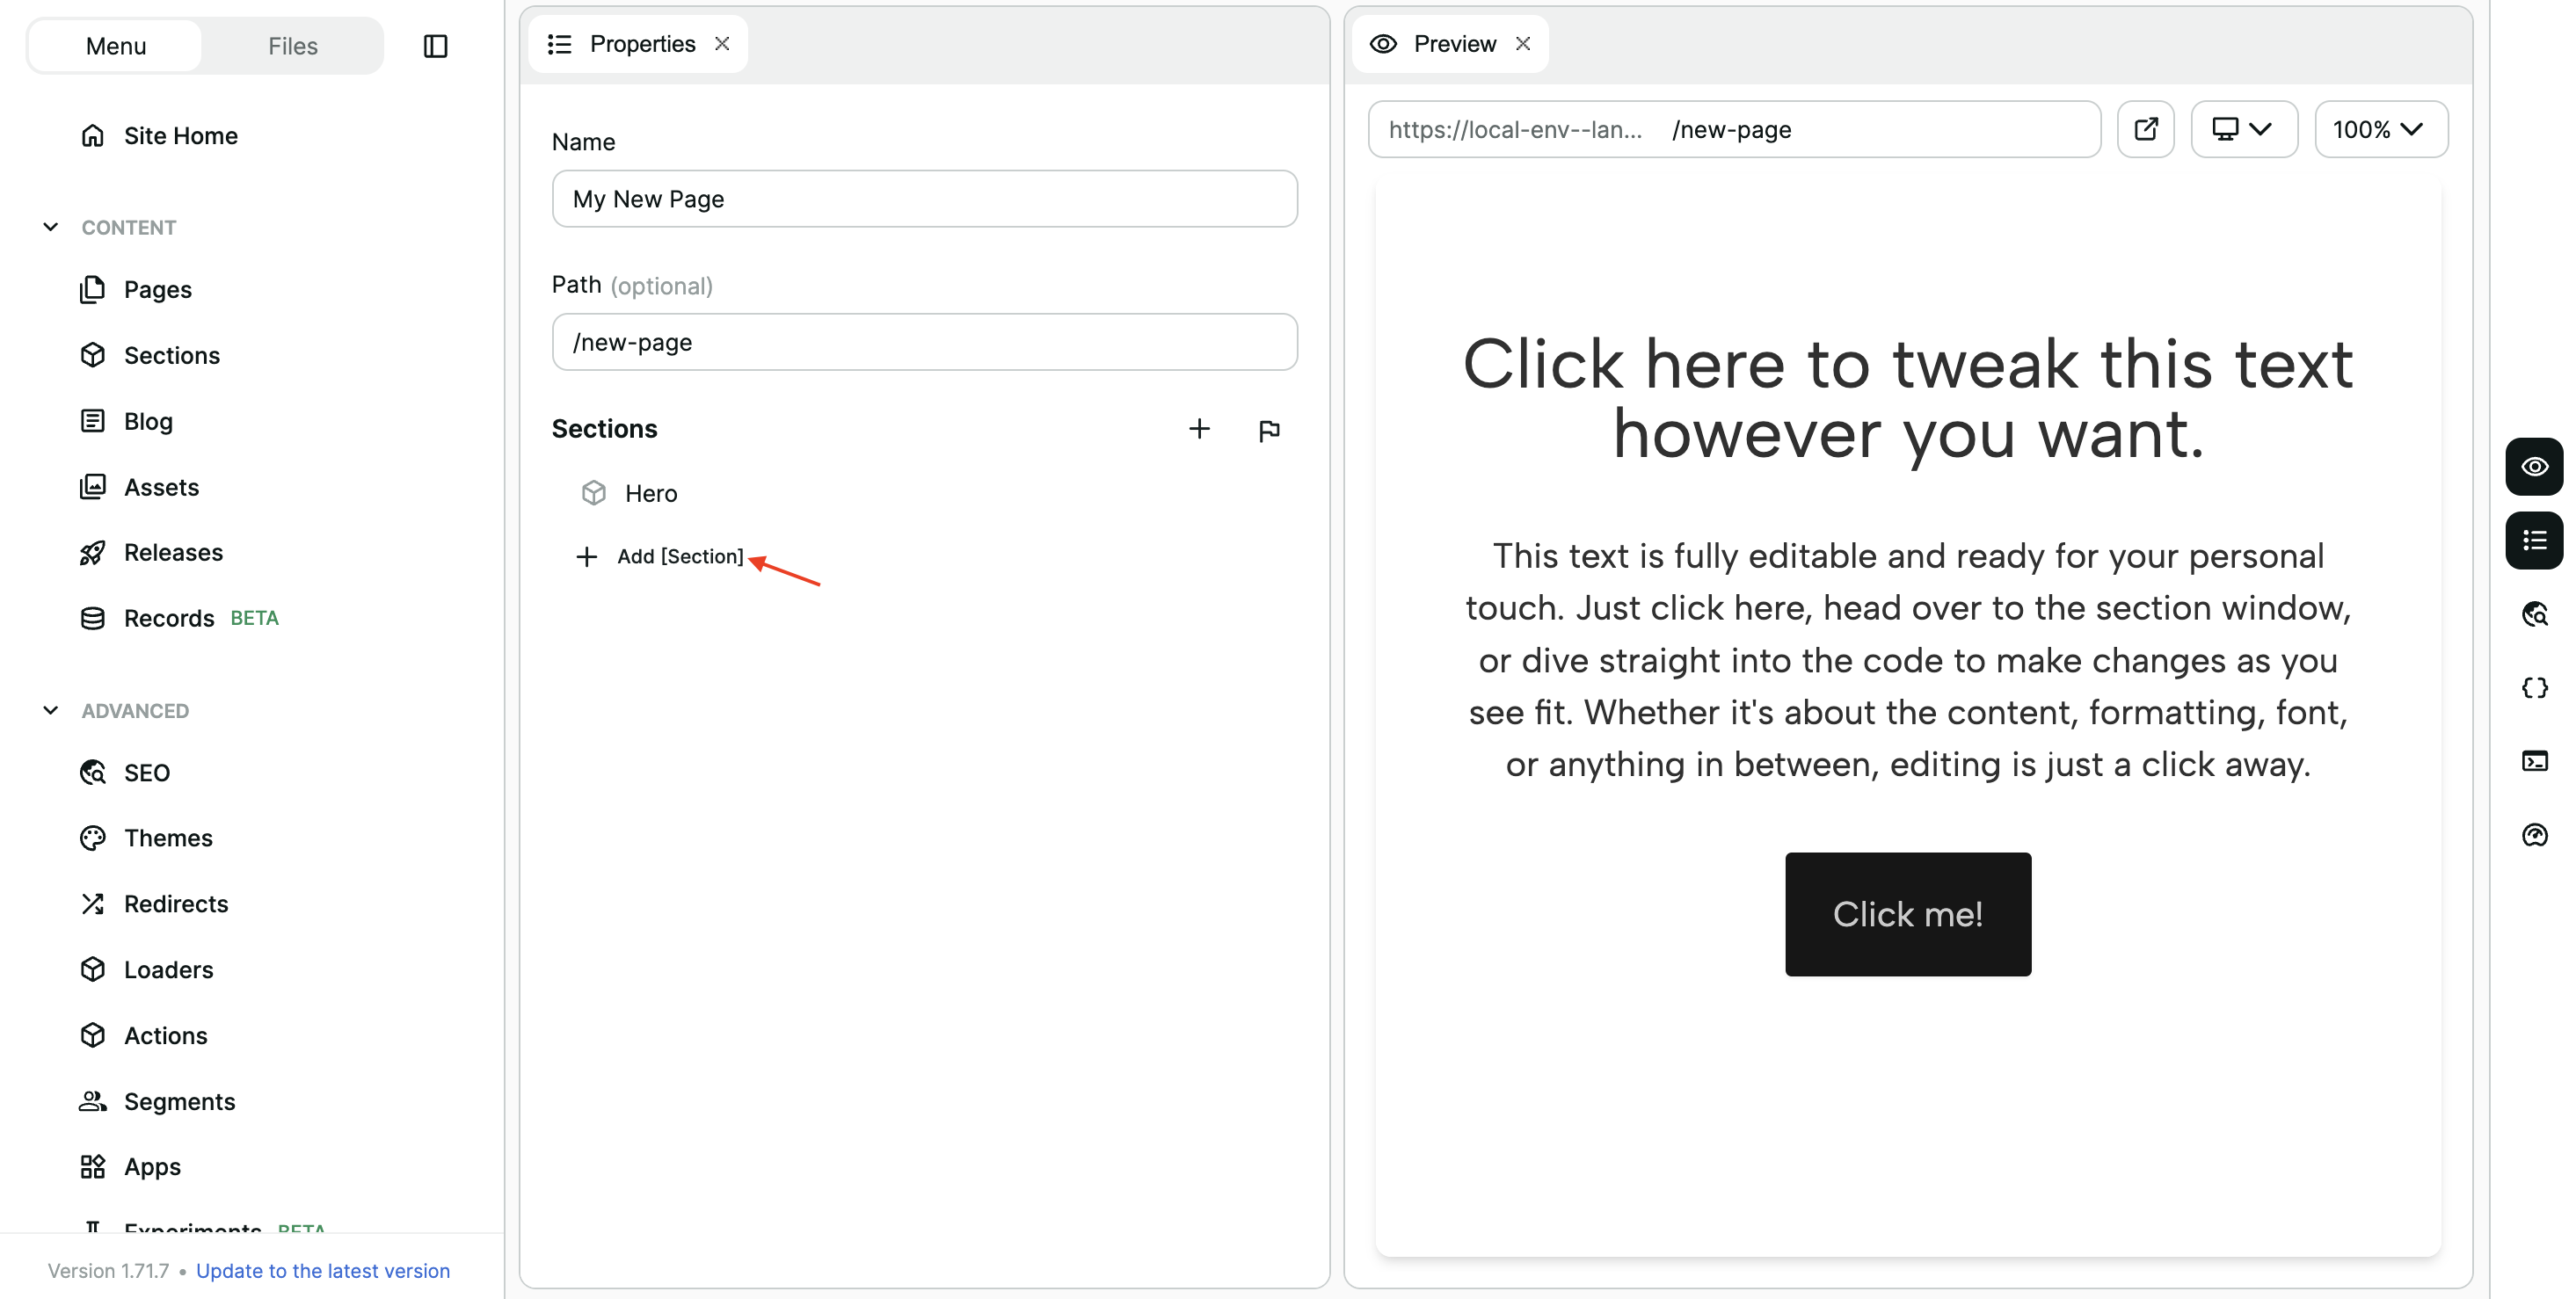 Menu
Files
Site Home
CONTENT
Pages
Sections
Blog
Assets
Releases
Records BETA
ADVANCED
SEO
Themes
Redirects
Loaders
Actions
Segments
Apps
Experiments BETA
Version 1.71.7 • Update to the latest version
Properties
Name
My New Page
Path (optional)
/new-page
Sections
Hero
Add [Section]
Preview
https://local-env--lan... /new-page
100%
Click here to tweak this text
however you want.
This text is fully editable and ready for your personal
touch. Just click here, head over to the section window,
or dive straight into the code to make changes as you
see fit. Whether it's about the content, formatting, font,
or anything in between, editing is just a click away.
Click me!